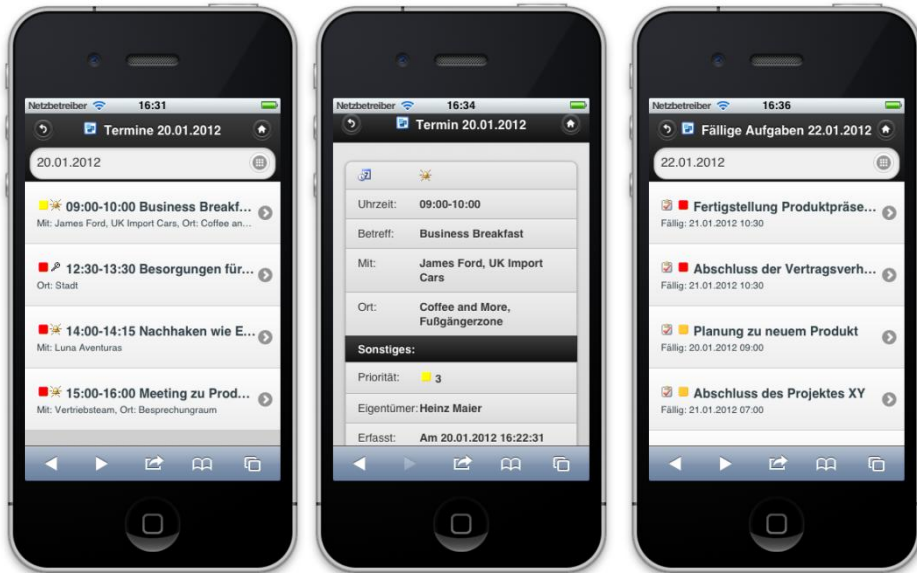 Netzbetreiber 16:31
Termine 20.01.2012
20.01.2012
09:00-10:00 Business Breakf...
Mit: James Ford, UK Import Cars, Ort: Coffee an...
12:30-13:30 Besorgungen für...
Ort: Stadt
14:00-14:15 Nachhaken wie E...
Mit: Luna Aventuras
15:00-16:00 Meeting zu Prod...
Mit: Vertriebsteam, Ort: Besprechungraum
Netzbetreiber 16:34
Termin 20.01.2012
Uhrzeit: 09:00-10:00
Betreff: Business Breakfast
Mit: James Ford, UK Import
Cars
Ort: Coffee and More,
Fußgängerzone
Sonstiges:
Priorität: 3
Eigentümer: Heinz Maier
Erfasst: Am 20.01.2012 16:22:31
Netzbetreiber 16:36
Fällige Aufgaben 22.01.2012
22.01.2012
Fertigstellung Produktpräse...
Fällig: 21.01.2012 10:30
Abschluss der Vertragsverh...
Fällig: 21.01.2012 10:30
Planung zu neuem Produkt
Fällig: 20.01.2012 09:00
Abschluss des Projektes XY
Fällig: 21.01.2012 07:00